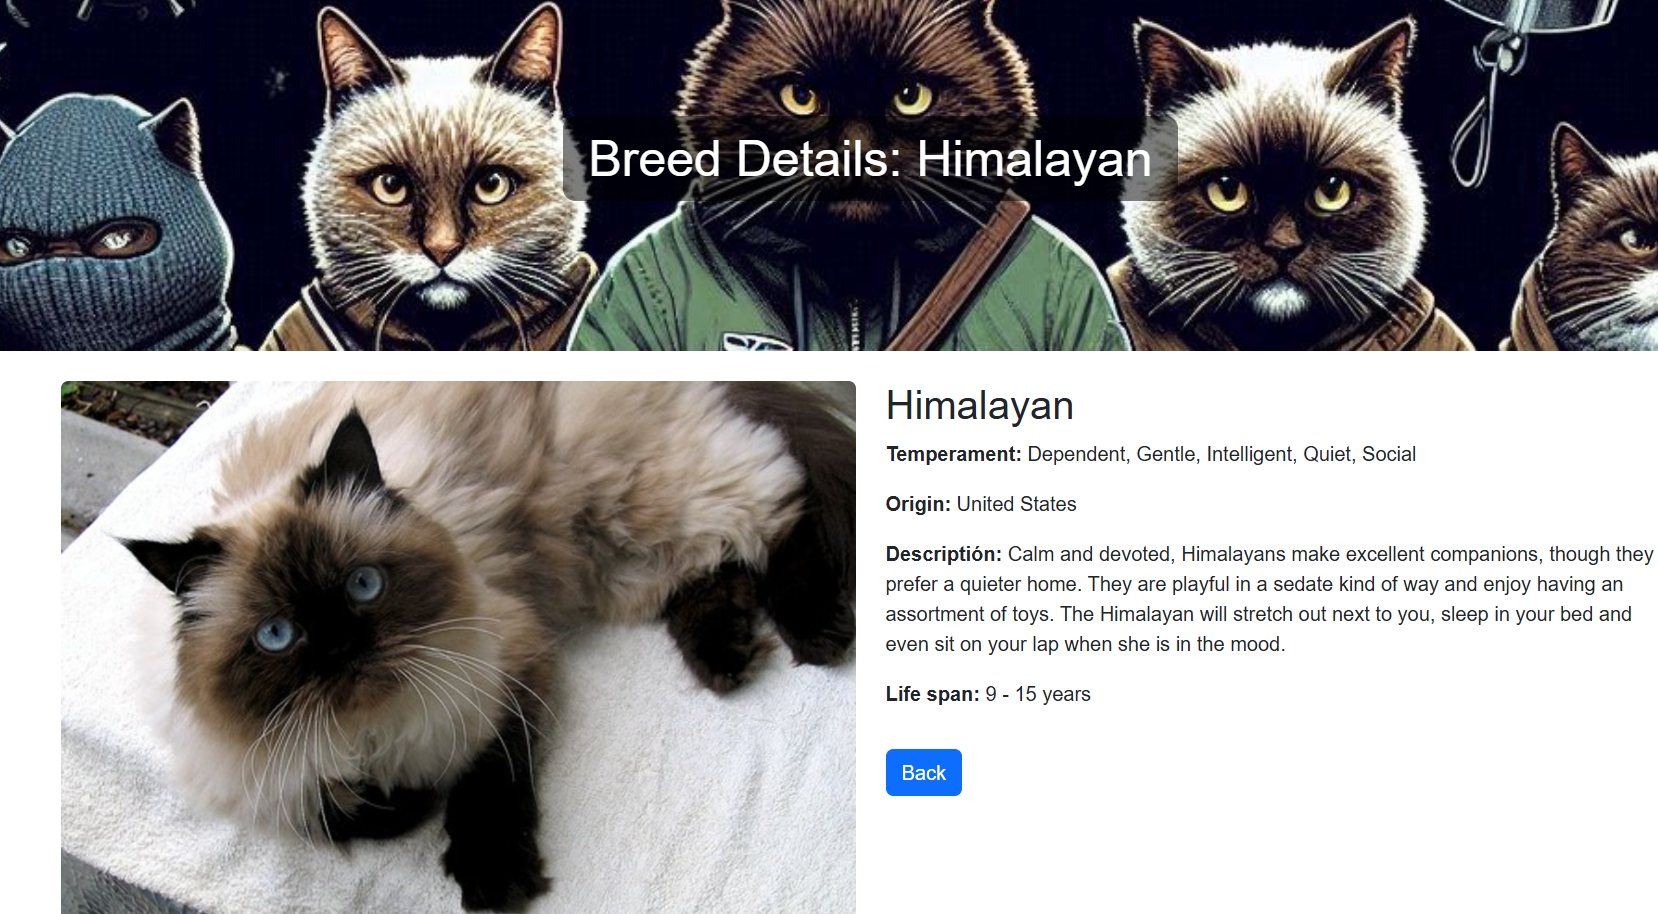 Breed Details: Himalayan
Himalayan
Temperament: Dependent, Gentle, Intelligent, Quiet, Social
Origin: United States
Descriptión: Calm and devoted, Himalayans make excellent companions, though they
prefer a quieter home. They are playful in a sedate kind of way and enjoy having an
assortment of toys. The Himalayan will stretch out next to you, sleep in your bed and
even sit on your lap when she is in the mood.
Life span: 9 - 15 years
Back